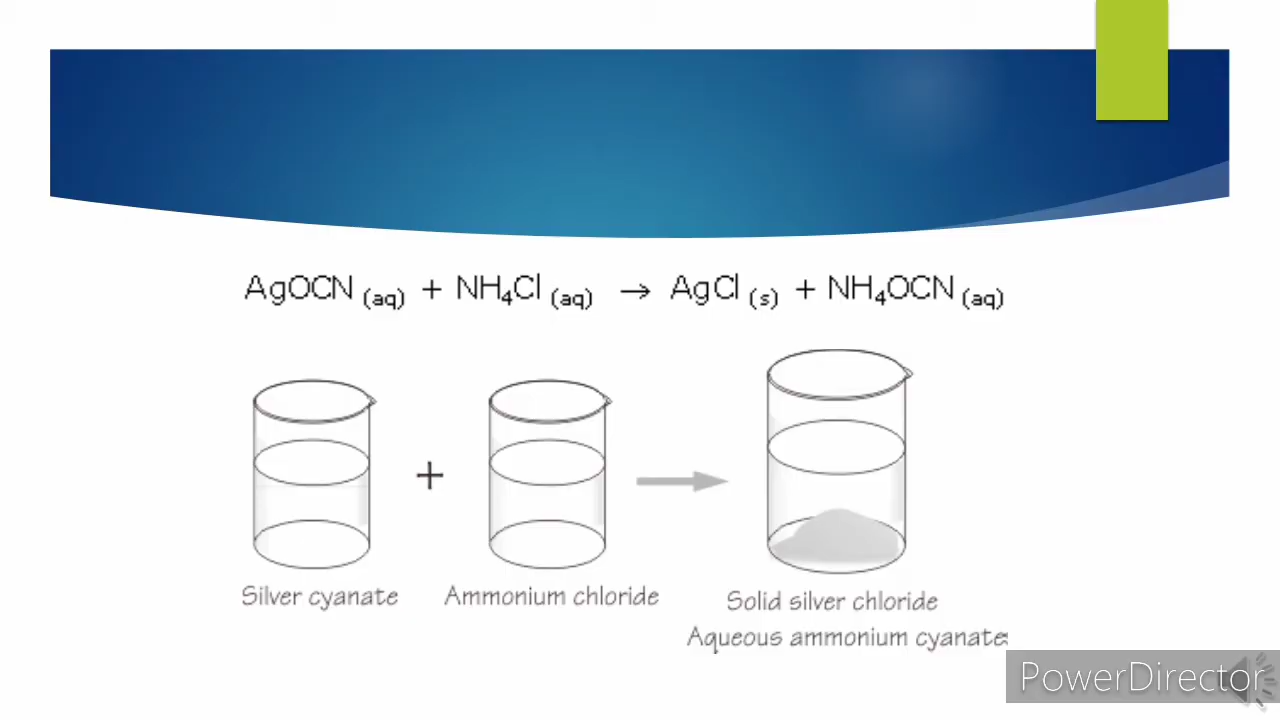 AgOCN (aq) + NH₄Cl (aq) → AgCl (s) + NH₄OCN (aq)
+
Silver cyanate
Ammonium chloride
Solid silver chloride
Aqueous ammonium cyanate
PowerDirector